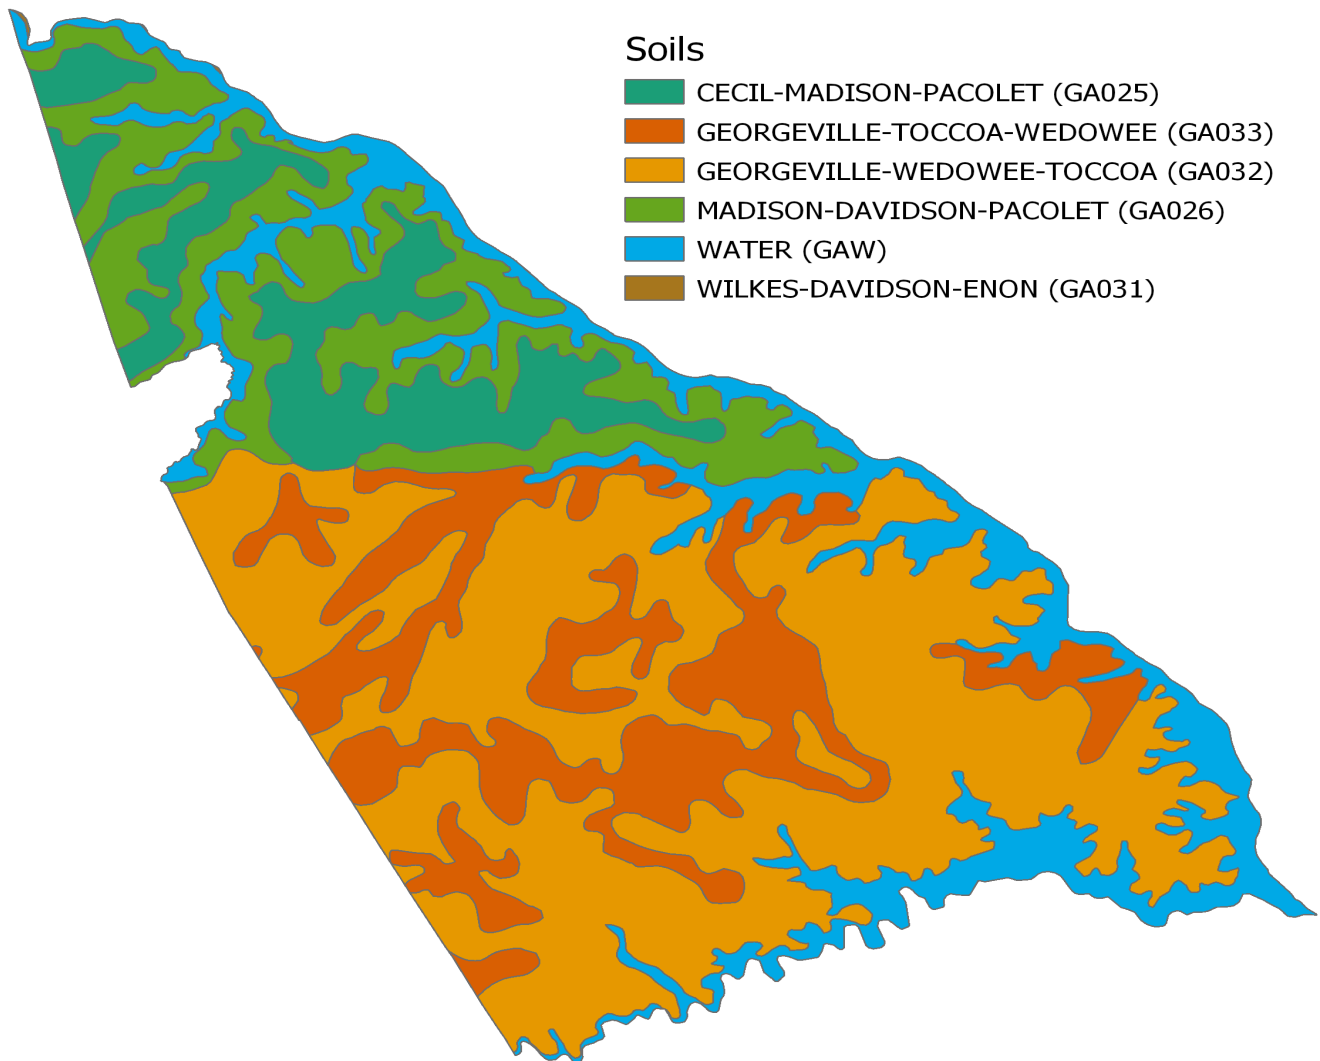 Soils
CECIL-MADISON-PACOLET (GA025)
GEORGEVILLE-TOCCOA-WEDOWEE (GA033)
GEORGEVILLE-WEDOWEE-TOCCOA (GA032)
MADISON-DAVIDSON-PACOLET (GA026)
WATER (GAW)
WILKES-DAVIDSON-ENON (GA031)